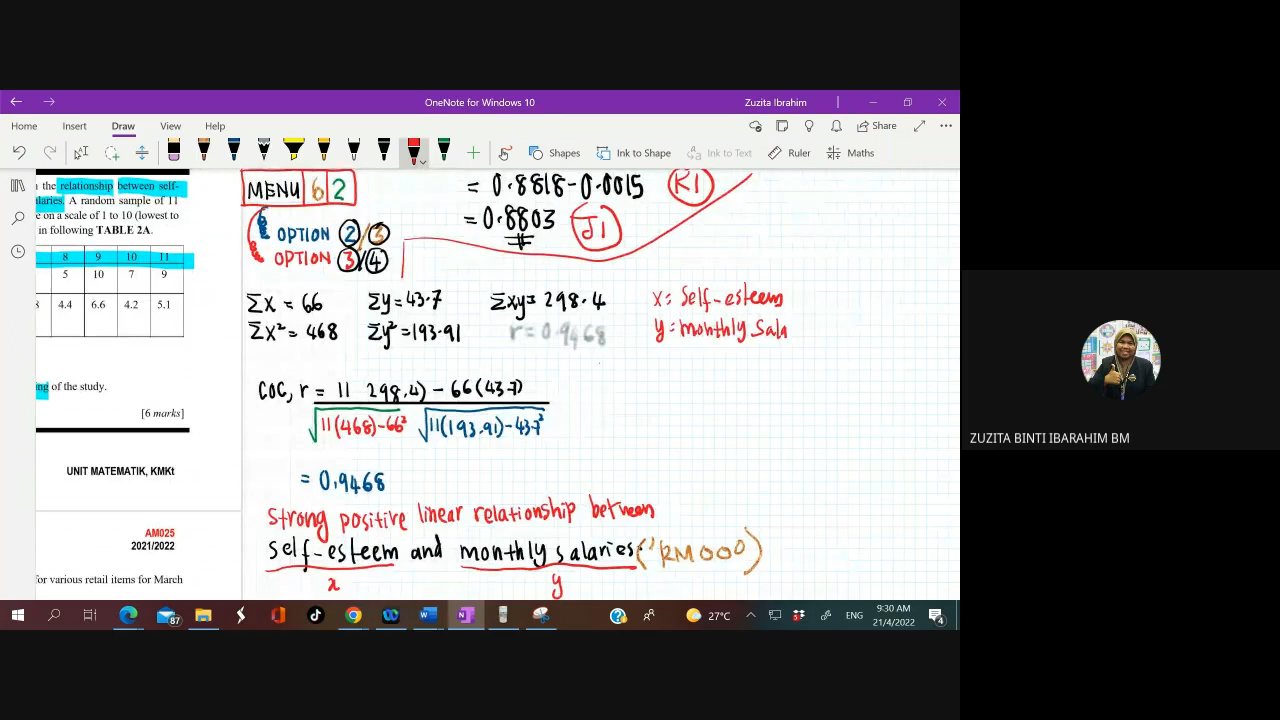 OneNote for Windows 10
Zuzita Ibrahim
Home Insert Draw View Help
Share
Shapes Ink to Shape Ink to Text Ruler Maths
n the relationship between self-
laries. A random sample of 11
e on a scale of 1 to 10 (lowest to
in following TABLE 2A.
8 9 10 11
5 10 7 9
8 4.4 6.6 4.2 5.1
ng of the study.
[6 marks]
UNIT MATEMATIK, KMKt
AM025
2021/2022
for various retail items for March
MENU 6 2
OPTION 2/3
OPTION 3/4
= 0.8818-0.0015 K1
= 0.8803 J1
Σx = 66 Σy = 43.7 Σxy = 298.4 x: Self-esteem
Σx² = 468 Σy² = 193.91 r = 0.9468 y: monthly Sala
COC, r = 11 298.4) - 66(43.7)
√11(468)-66² √11(193.91)-43.7²
= 0.9468
Strong positive linear relationship between
self-esteem and monthly salaries. ('RM000)
x y
ZUZITA BINTI IBARAHIM BM
87
27°C
ENG
9:30 AM
21/4/2022
4